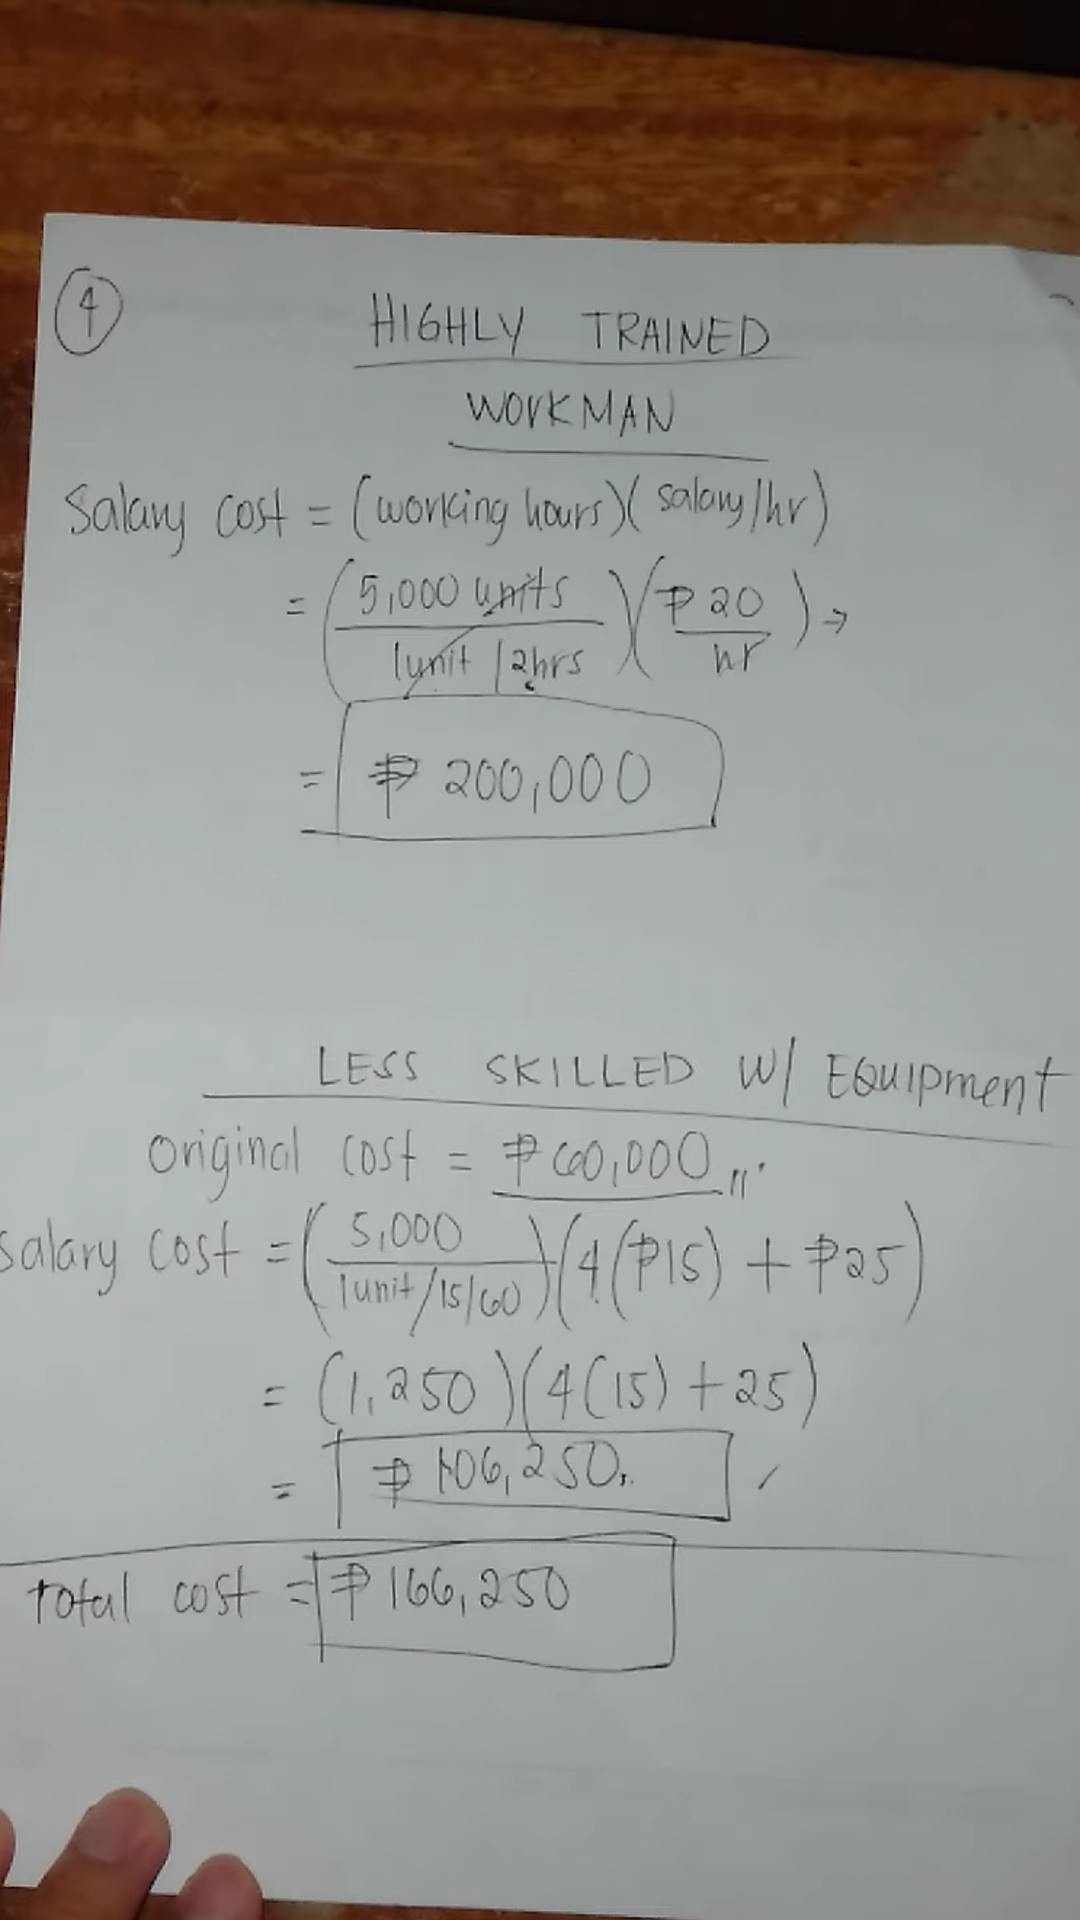 4
HIGHLY TRAINED
WORKMAN
Salary cost = (working hours)(salary/hr)
= (5,000 units / 1unit/2hrs)(₱20/hr) →
= ₱ 200,000
LESS SKILLED W/ EQUIPMENT
original cost = ₱60,000
Salary cost = (5,000 / 1unit/15/60)(4(₱15) + ₱25)
= (1,250)(4(15) + 25)
= ₱ 106,250
Total cost = ₱ 166,250